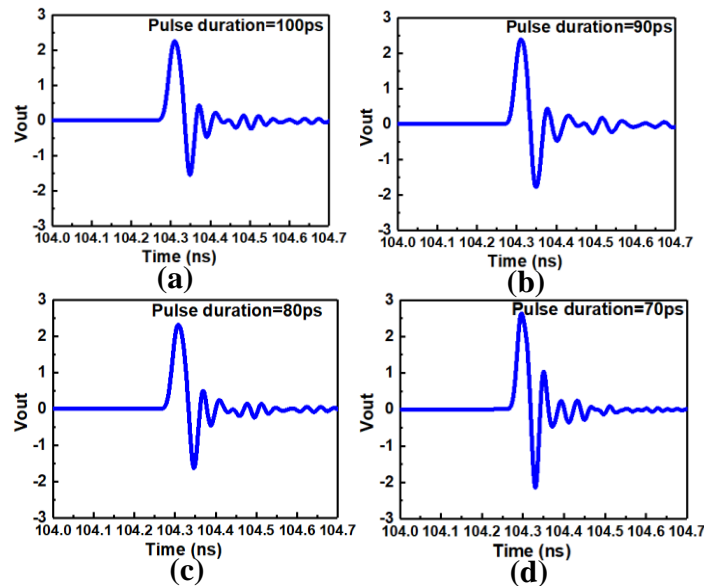 Pulse duration=100ps
3
2
1
0
-1
-2
-3
Vout
104.0 104.1 104.2 104.3 104.4 104.5 104.6 104.7
Time (ns)
(a)
Pulse duration=90ps
3
2
1
0
-1
-2
-3
Vout
104.0 104.1 104.2 104.3 104.4 104.5 104.6 104.7
Time (ns)
(b)
Pulse duration=80ps
3
2
1
0
-1
-2
-3
Vout
104.0 104.1 104.2 104.3 104.4 104.5 104.6 104.7
Time (ns)
(c)
Pulse duration=70ps
3
2
1
0
-1
-2
-3
Vout
104.0 104.1 104.2 104.3 104.4 104.5 104.6 104.7
Time (ns)
(d)